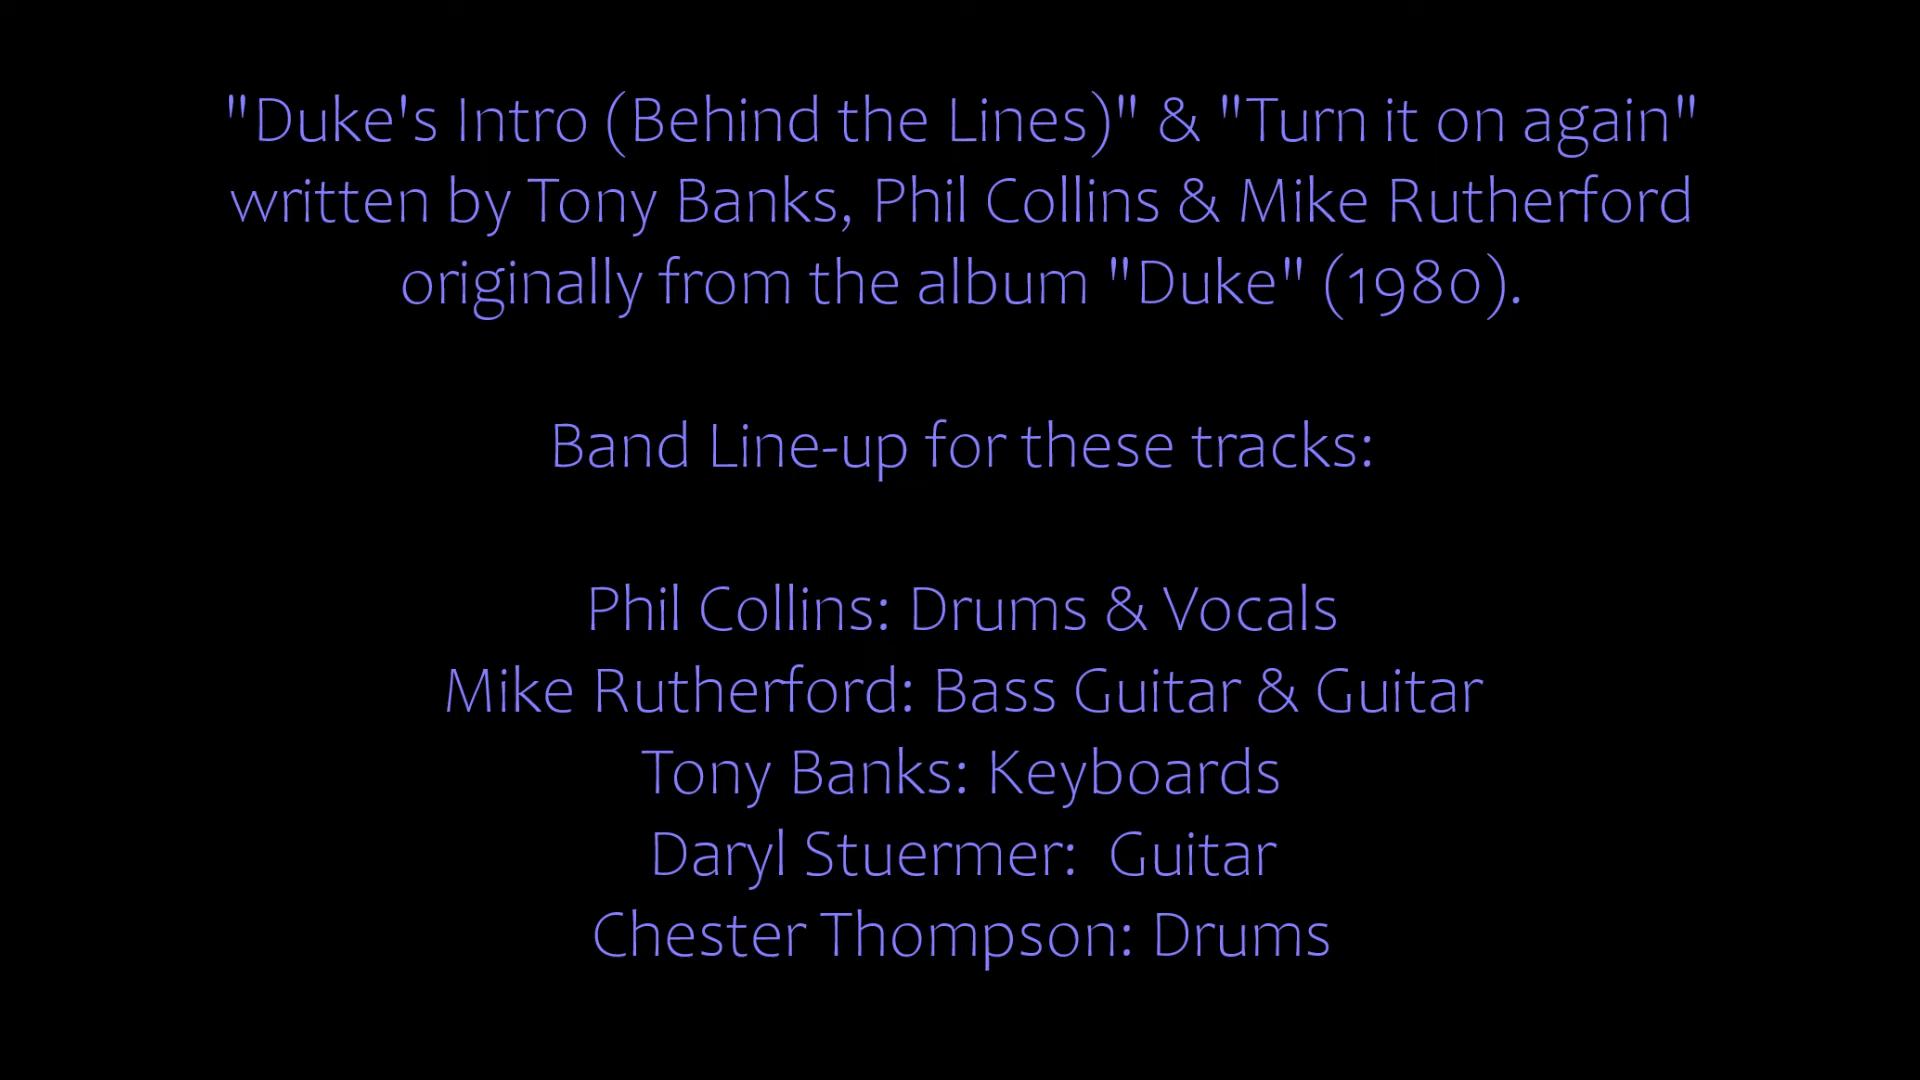 "Duke's Intro (Behind the Lines)" & "Turn it on again"
written by Tony Banks, Phil Collins & Mike Rutherford
originally from the album "Duke" (1980).
Band Line-up for these tracks:
Phil Collins: Drums & Vocals
Mike Rutherford: Bass Guitar & Guitar
Tony Banks: Keyboards
Daryl Stuermer:  Guitar
Chester Thompson: Drums